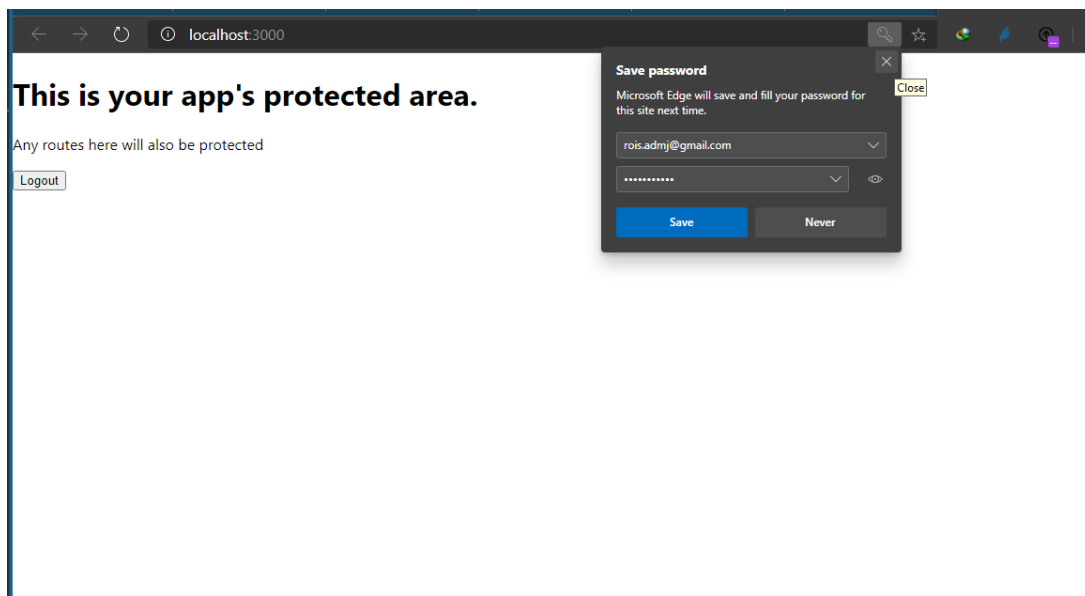 localhost:3000
This is your app's protected area.
Any routes here will also be protected
Logout
Save password
Microsoft Edge will save and fill your password for
this site next time.
rois.admj@gmail.com
•••••••••••
Save
Never
Close